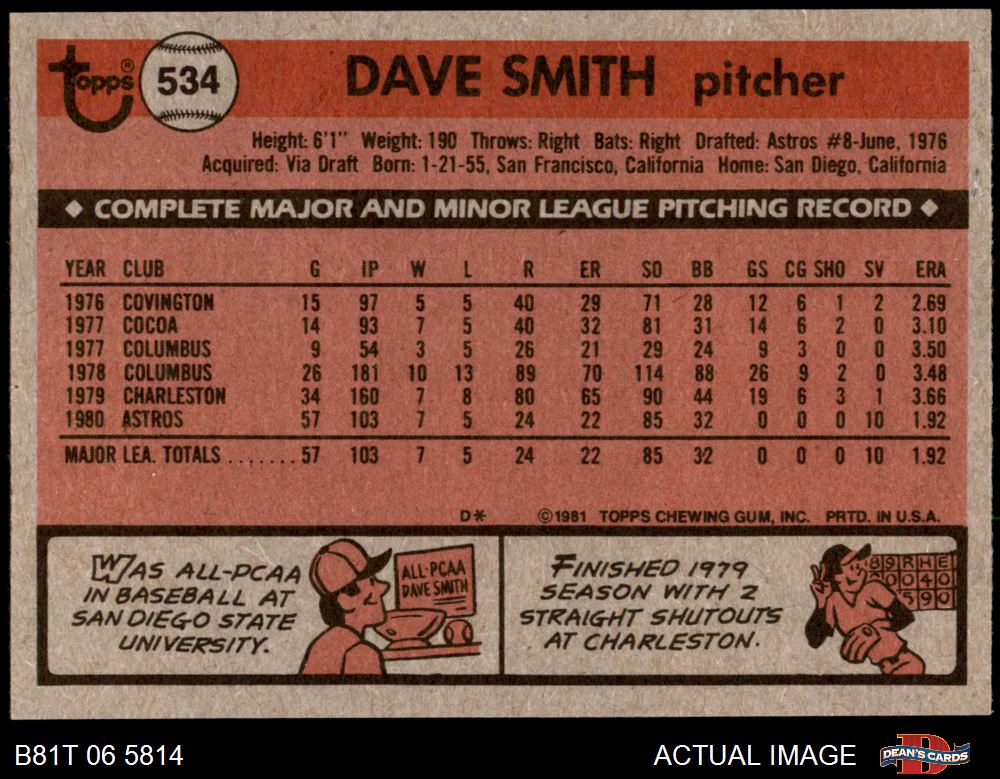 topps® 534 DAVE SMITH pitcher
Height: 6'1" Weight: 190 Throws: Right Bats: Right Drafted: Astros #8-June, 1976
Acquired: Via Draft Born: 1-21-55, San Francisco, California Home: San Diego, California
◆ COMPLETE MAJOR AND MINOR LEAGUE PITCHING RECORD ◆
YEAR CLUB G IP W L R ER SO BB GS CG SHO SV ERA
1976 COVINGTON 15 97 5 5 40 29 71 28 12 6 1 2 2.69
1977 COCOA 14 93 7 5 40 32 81 31 14 6 2 0 3.10
1977 COLUMBUS 9 54 3 5 26 21 29 24 9 3 0 0 3.50
1978 COLUMBUS 26 181 10 13 89 70 114 88 26 9 2 0 3.48
1979 CHARLESTON 34 160 7 8 80 65 90 44 19 6 3 1 3.66
1980 ASTROS 57 103 7 5 24 22 85 32 0 0 0 10 1.92
MAJOR LEA. TOTALS ....... 57 103 7 5 24 22 85 32 0 0 0 10 1.92
D* ©1981 TOPPS CHEWING GUM, INC. PRTD. IN U.S.A.
WAS ALL-PCAA
IN BASEBALL AT
SAN DIEGO STATE
UNIVERSITY.
ALL-PCAA
DAVE SMITH
FINISHED 1979
SEASON WITH 2
STRAIGHT SHUTOUTS
AT CHARLESTON.
8 9 R H E
0 0 0 4 0
5 9 0
B81T 06 5814 ACTUAL IMAGE DEAN'S CARDS